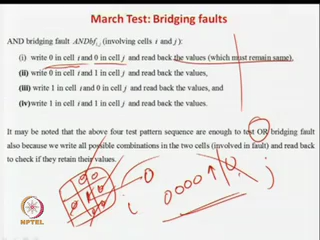 March Test: Bridging faults
AND bridging fault ANDbf i,j (involving cells i and j):
(i) write 0 in cell i and 0 in cell j and read back the values (which must remain same),
(ii) write 0 in cell i and 1 in cell j and read back the values,
(iii) write 1 in cell i and 0 in cell j and read back the values, and
(iv)write 1 in cell i and 1 in cell j and read back the values.
It may be noted that the above four test pattern sequence are enough to test OR bridging fault
also because we write all possible combinations in the two cells (involved in fault) and read back
to check if they retain their values.
i
j
NPTEL